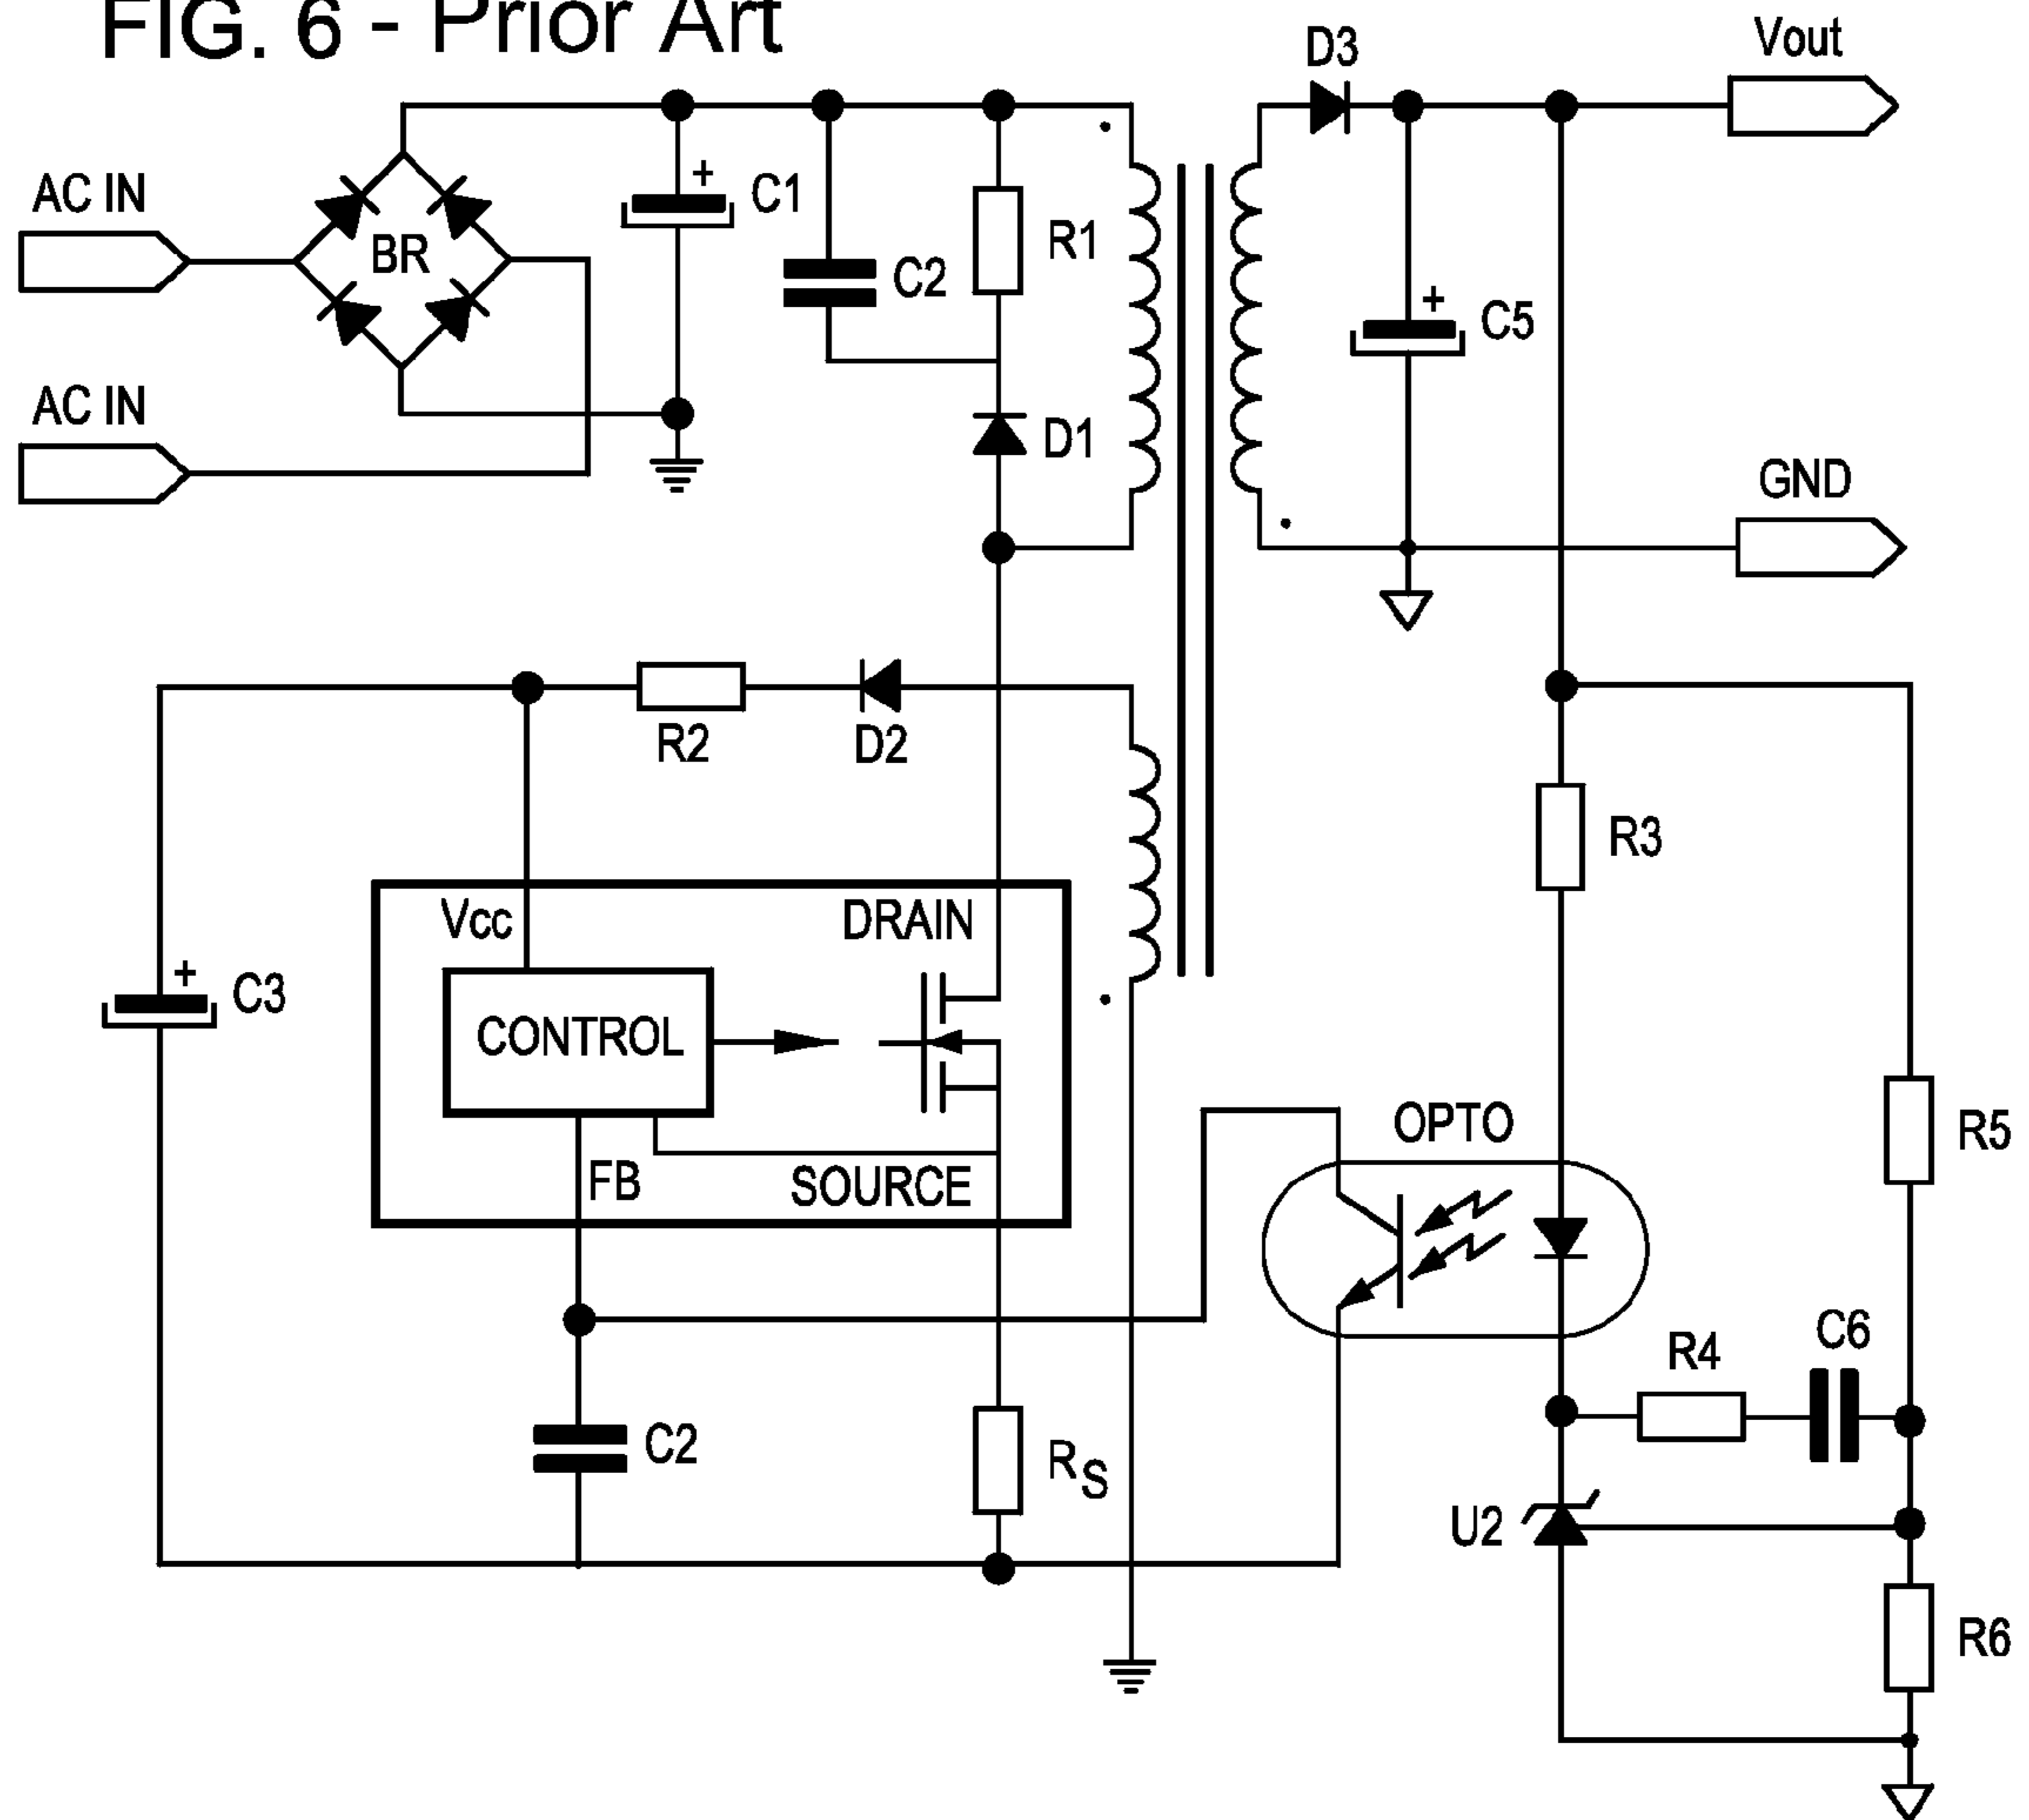 FIG. 6 - Prior Art
Vout
D3
AC IN
+
C1
BR
R1
C2
+
C5
AC IN
D1
GND
R2
D2
R3
Vcc
DRAIN
+
C3
CONTROL
OPTO
R5
FB
SOURCE
C6
R4
C2
RS
U2
R6